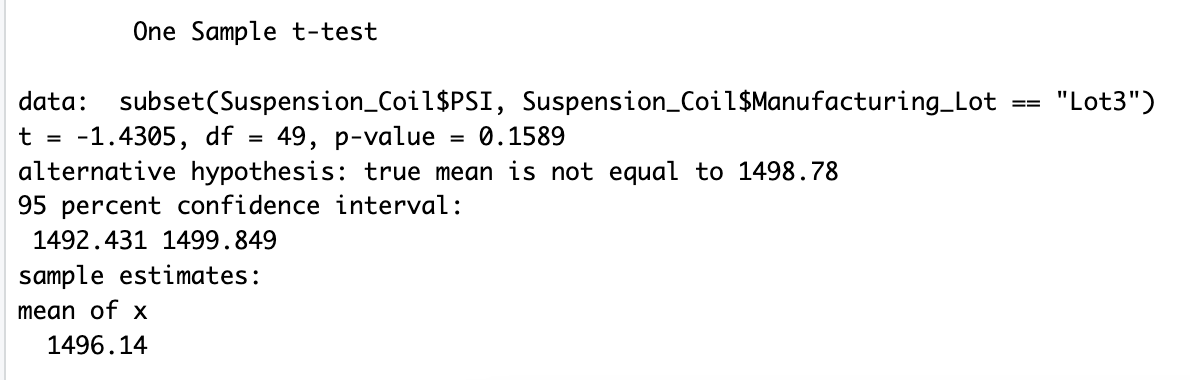 One Sample t-test
data:  subset(Suspension_Coil$PSI, Suspension_Coil$Manufacturing_Lot == "Lot3")
t = -1.4305, df = 49, p-value = 0.1589
alternative hypothesis: true mean is not equal to 1498.78
95 percent confidence interval:
1492.431 1499.849
sample estimates:
mean of x
1496.14